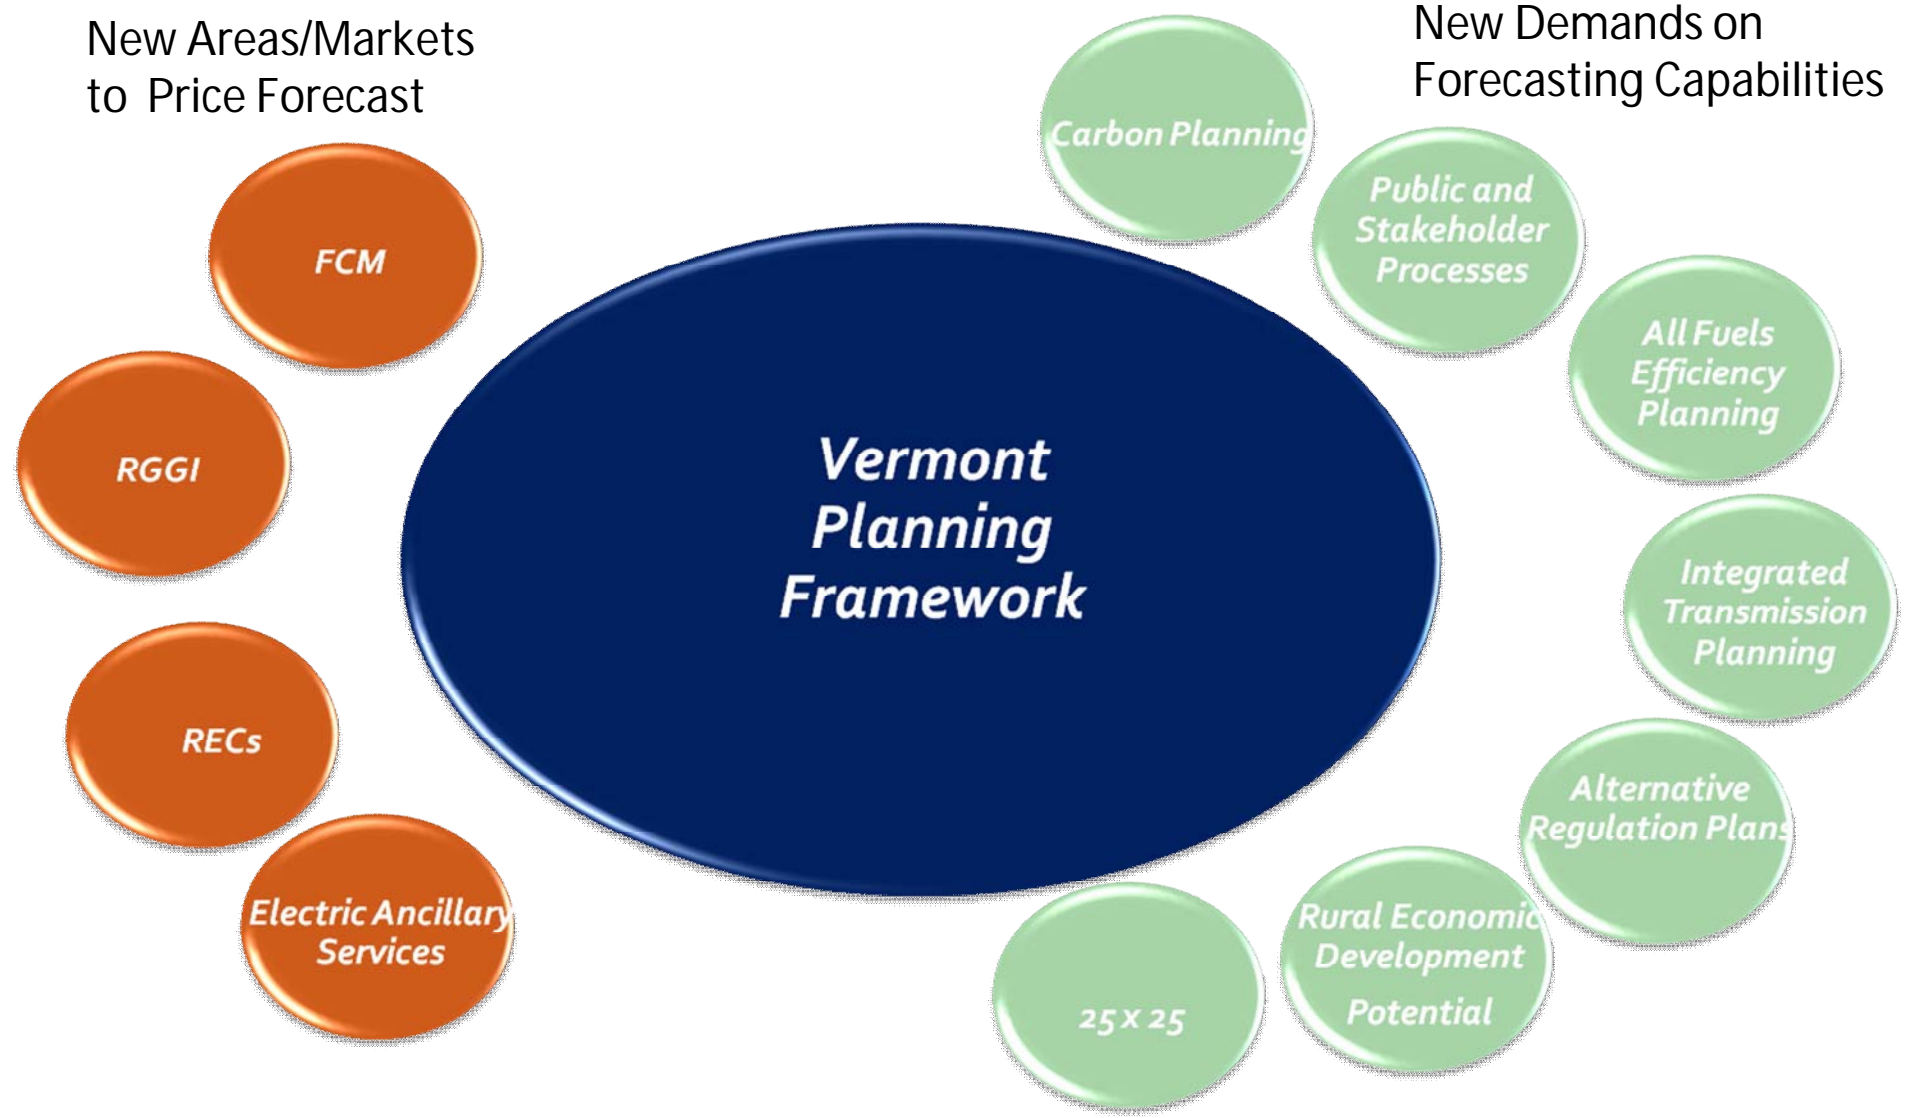 New Areas/Markets
to Price Forecast
New Demands on
Forecasting Capabilities
FCM
RGGI
RECs
Electric Ancillary
Services
Vermont
Planning
Framework
Carbon Planning
Public and
Stakeholder
Processes
All Fuels
Efficiency
Planning
Integrated
Transmission
Planning
Alternative
Regulation Plans
Rural Economic
Development
Potential
25 x 25